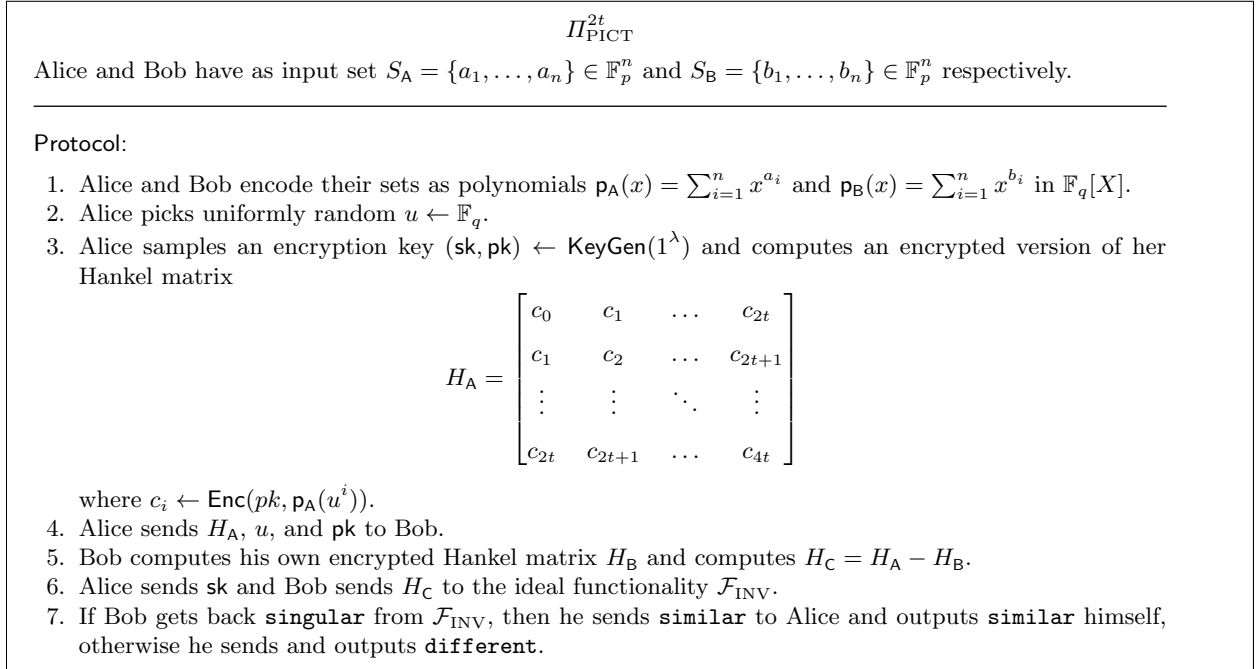 Π²ᵗ_PICT
Alice and Bob have as input set S_A = {a_1, . . . , a_n} ∈ 𝔽_p^n and S_B = {b_1, . . . , b_n} ∈ 𝔽_p^n respectively.
Protocol:
1. Alice and Bob encode their sets as polynomials p_A(x) = ∑_{i=1}^n x^{a_i} and p_B(x) = ∑_{i=1}^n x^{b_i} in 𝔽_q[X].
2. Alice picks uniformly random u ← 𝔽_q.
3. Alice samples an encryption key (sk, pk) ← KeyGen(1^λ) and computes an encrypted version of her
Hankel matrix
c_0 c_1 … c_{2t}
c_1 c_2 … c_{2t+1}
H_A =
⋮ ⋮ ⋱ ⋮
c_{2t} c_{2t+1} … c_{4t}
where c_i ← Enc(pk, p_A(u^i)).
4. Alice sends H_A, u, and pk to Bob.
5. Bob computes his own encrypted Hankel matrix H_B and computes H_C = H_A − H_B.
6. Alice sends sk and Bob sends H_C to the ideal functionality ℱ_INV.
7. If Bob gets back singular from ℱ_INV, then he sends similar to Alice and outputs similar himself,
otherwise he sends and outputs different.